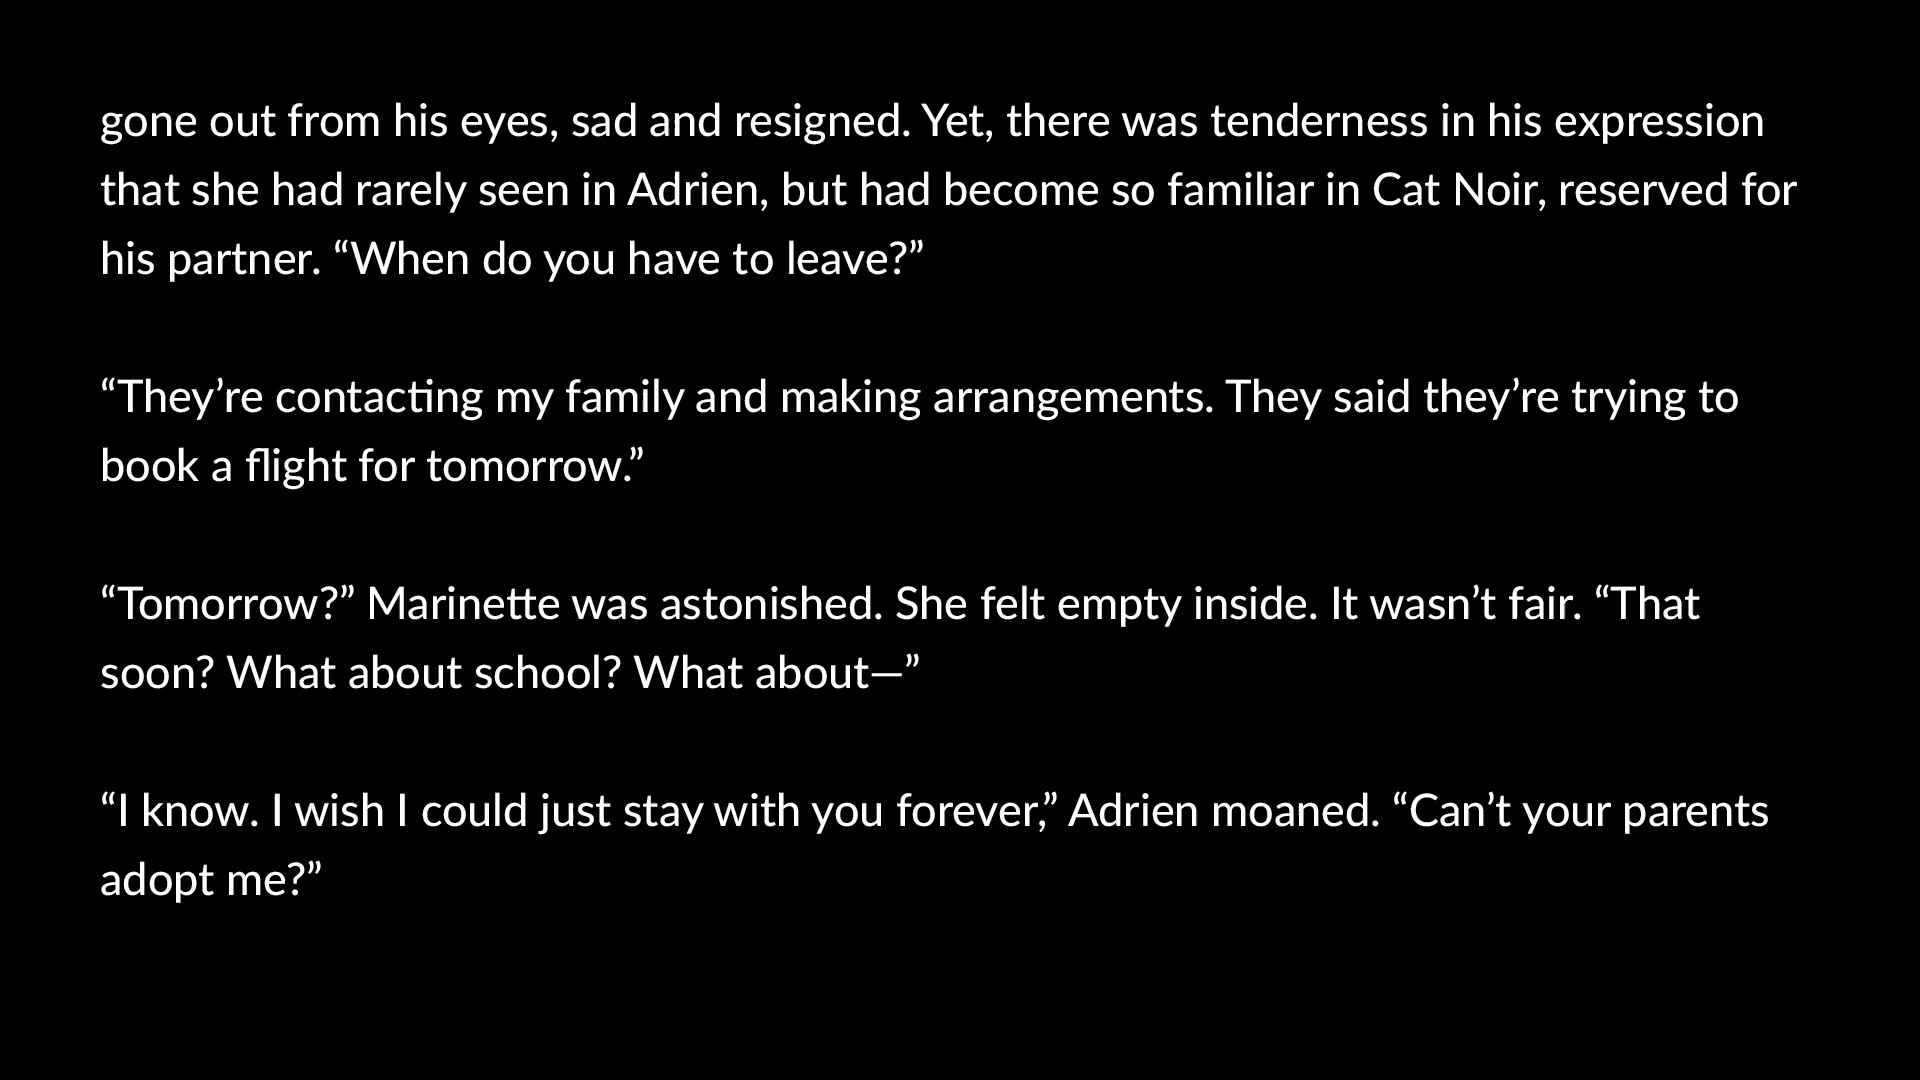 gone out from his eyes, sad and resigned. Yet, there was tenderness in his expression
that she had rarely seen in Adrien, but had become so familiar in Cat Noir, reserved for
his partner. “When do you have to leave?”
“They’re contacting my family and making arrangements. They said they’re trying to
book a flight for tomorrow.”
“Tomorrow?” Marinette was astonished. She felt empty inside. It wasn’t fair. “That
soon? What about school? What about—”
“I know. I wish I could just stay with you forever,” Adrien moaned. “Can’t your parents
adopt me?”